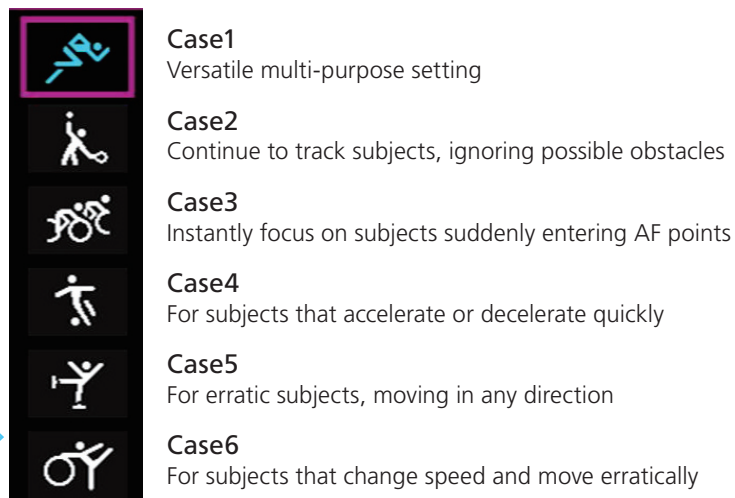 Case1
Versatile multi-purpose setting
Case2
Continue to track subjects, ignoring possible obstacles
Case3
Instantly focus on subjects suddenly entering AF points
Case4
For subjects that accelerate or decelerate quickly
Case5
For erratic subjects, moving in any direction
Case6
For subjects that change speed and move erratically